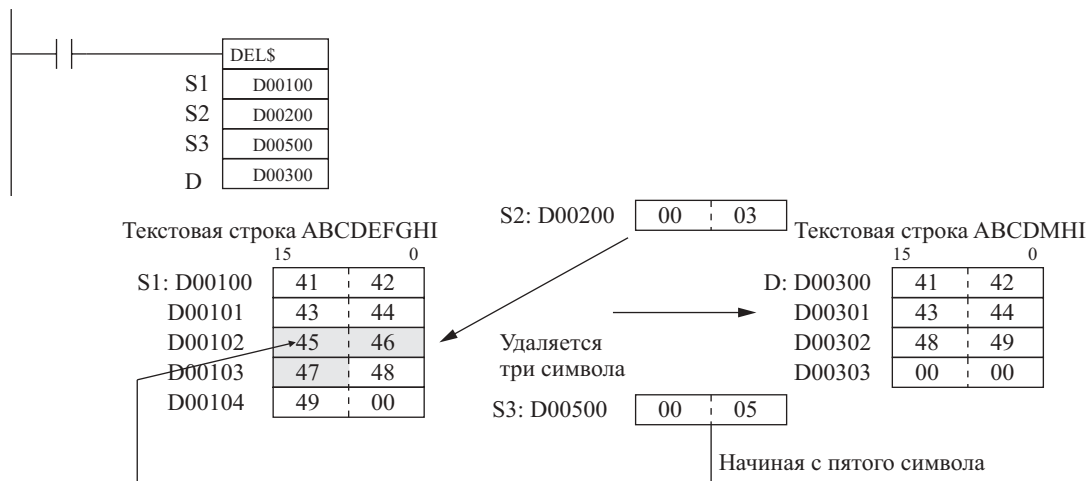 DEL$
S1 D00100
S2 D00200
S3 D00500
D D00300
S2: D00200 00 03
Текстовая строка ABCDEFGHI
15 0
S1: D00100 41 42
D00101 43 44
D00102 45 46
D00103 47 48
D00104 49 00
Удаляется
три символа
S3: D00500 00 05
Начиная с пятого символа
Текстовая строка ABCDMHI
15 0
D: D00300 41 42
D00301 43 44
D00302 48 49
D00303 00 00